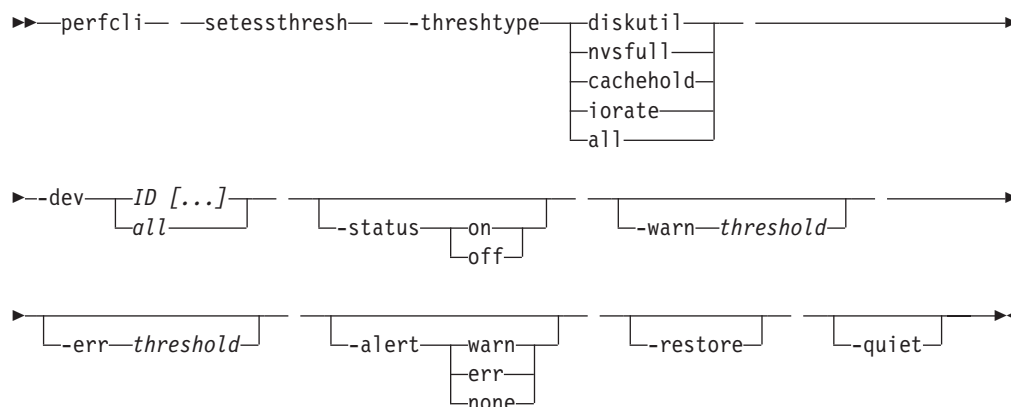 perfcli setessthresh -threshtype diskutil
nvsfull
cachehold
iorate
all
-dev ID [...] -status on -warn threshold
all off
-err threshold -alert warn -restore -quiet
err
none